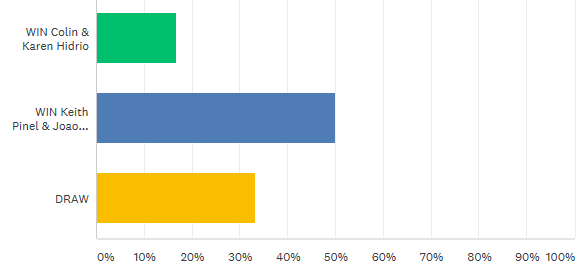 WIN Colin &
Karen Hidrio
WIN Keith
Pinel & Joao...
DRAW
0% 10% 20% 30% 40% 50% 60% 70% 80% 90% 100%